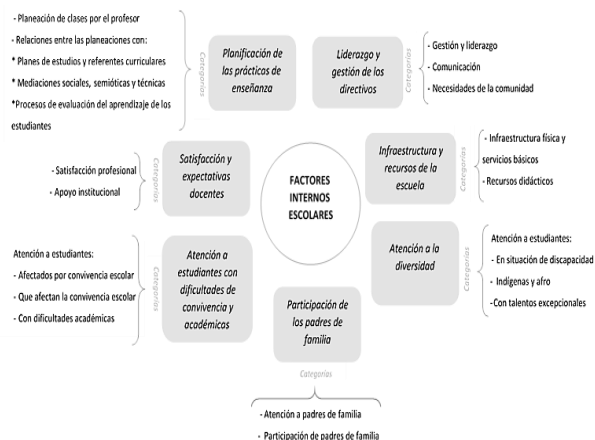 - Planeación de clases por el profesor
- Relaciones entre las planeaciones con:
* Planes de estudios y referentes curriculares
* Mediaciones sociales, semióticas y técnicas
*Procesos de evaluación del aprendizaje de los
estudiantes
Categorías
Planificación de
las prácticas de
enseñanza
Liderazgo y
gestión de los
directivos
Categorías
- Gestión y liderazgo
- Comunicación
- Necesidades de la comunidad
- Satisfacción profesional
- Apoyo institucional
Categorías
Satisfacción y
expectativas
docentes
FACTORES
INTERNOS
ESCOLARES
Infraestructura y
recursos de la
escuela
Categorías
- Infraestructura física y
servicios básicos
- Recursos didácticos
Atención a estudiantes:
- Afectados por convivencia escolar
- Que afectan la convivencia escolar
- Con dificultades académicas
Categorías
Atención a
estudiantes con
dificultades de
convivencia y
académicas
Atención a la
diversidad
Categorías
Atención a estudiantes:
- En situación de discapacidad
- Indígenas y afro
-Con talentos excepcionales
Participación de
los padres de
familia
Categorías
- Atención a padres de familia
- Participación de padres de familia